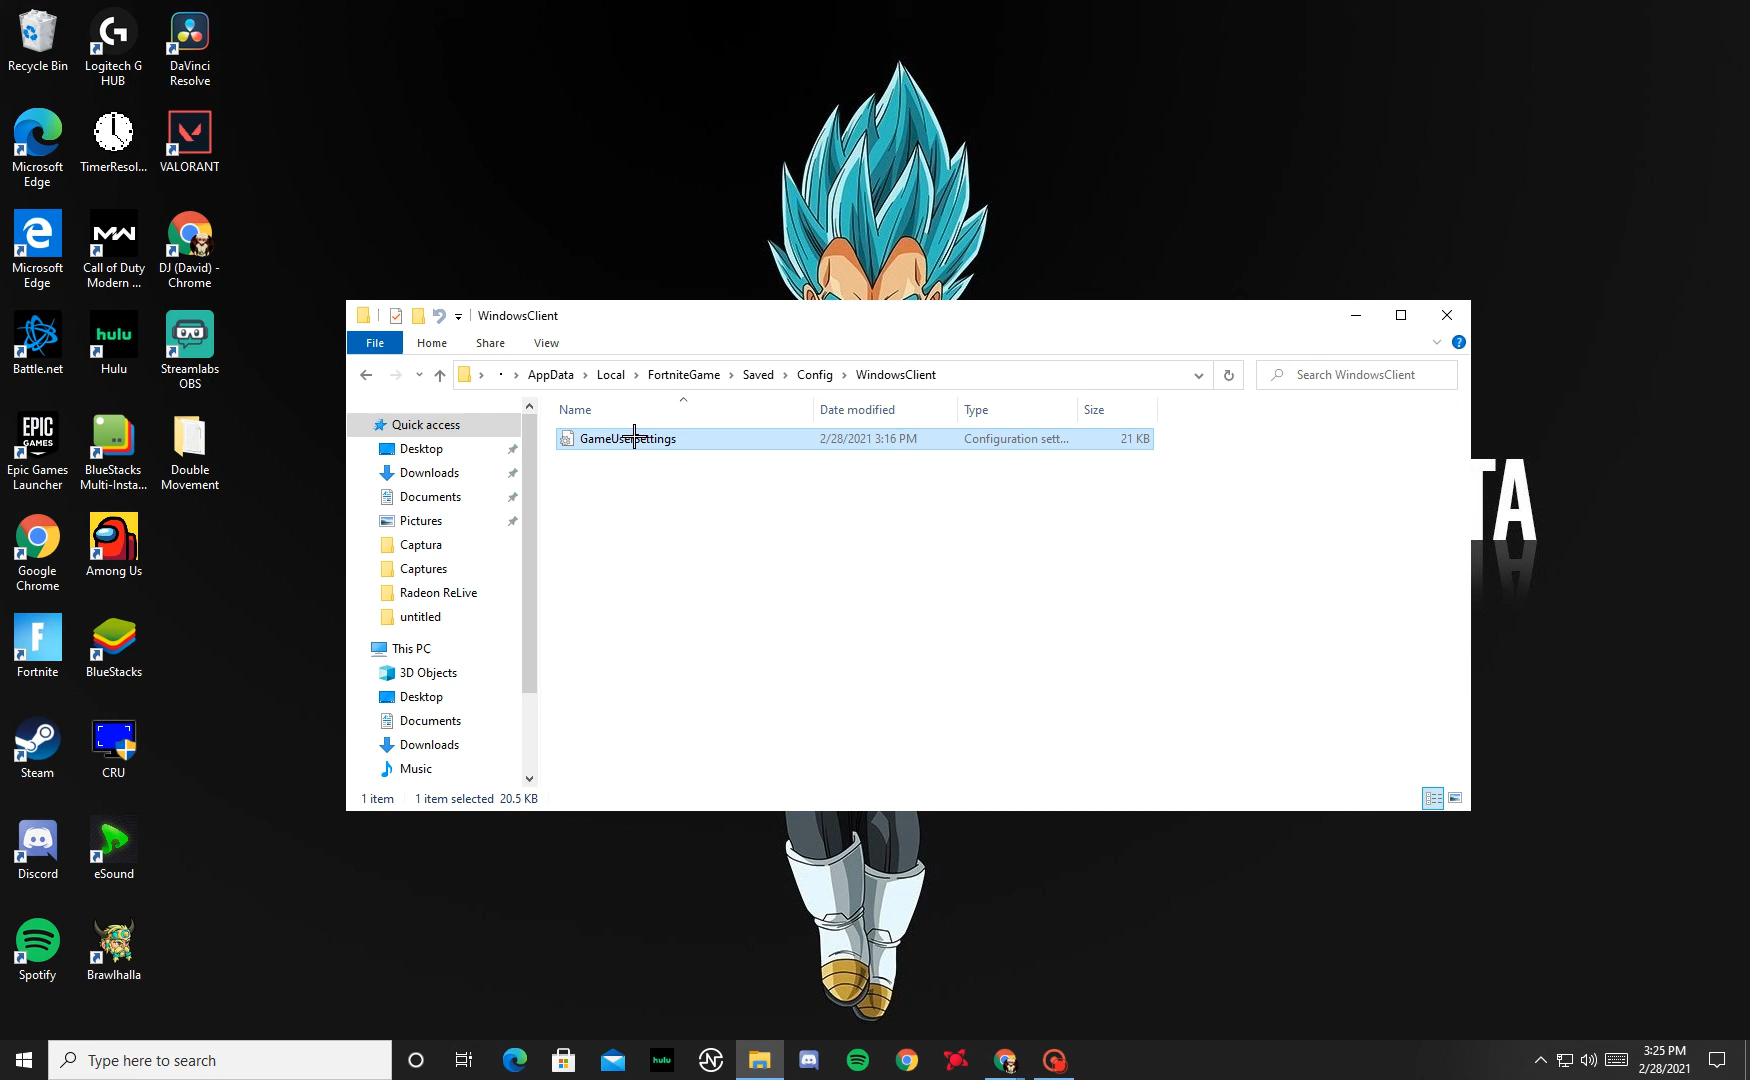 Recycle Bin
Logitech G
HUB
DaVinci
Resolve
Microsoft
Edge
TimerResol...
VALORANT
Microsoft
Edge
Call of Duty
Modern ...
DJ (David) -
Chrome
Battle.net
hulu
Hulu
Streamlabs
OBS
EPIC
GAMES
Epic Games
Launcher
BlueStacks
Multi-Insta...
Double
Movement
Google
Chrome
Among Us
Fortnite
BlueStacks
Steam
CRU
Discord
eSound
Spotify
Brawlhalla
WindowsClient
File
Home
Share
View
AppData
Local
FortniteGame
Saved
Config
WindowsClient
Search WindowsClient
Name
Date modified
Type
Size
GameUserSettings
2/28/2021 3:16 PM
Configuration sett...
21 KB
Quick access
Desktop
Downloads
Documents
Pictures
Captura
Captures
Radeon ReLive
untitled
This PC
3D Objects
Desktop
Documents
Downloads
Music
1 item
1 item selected 20.5 KB
TA
Type here to search
hulu
3:25 PM
2/28/2021